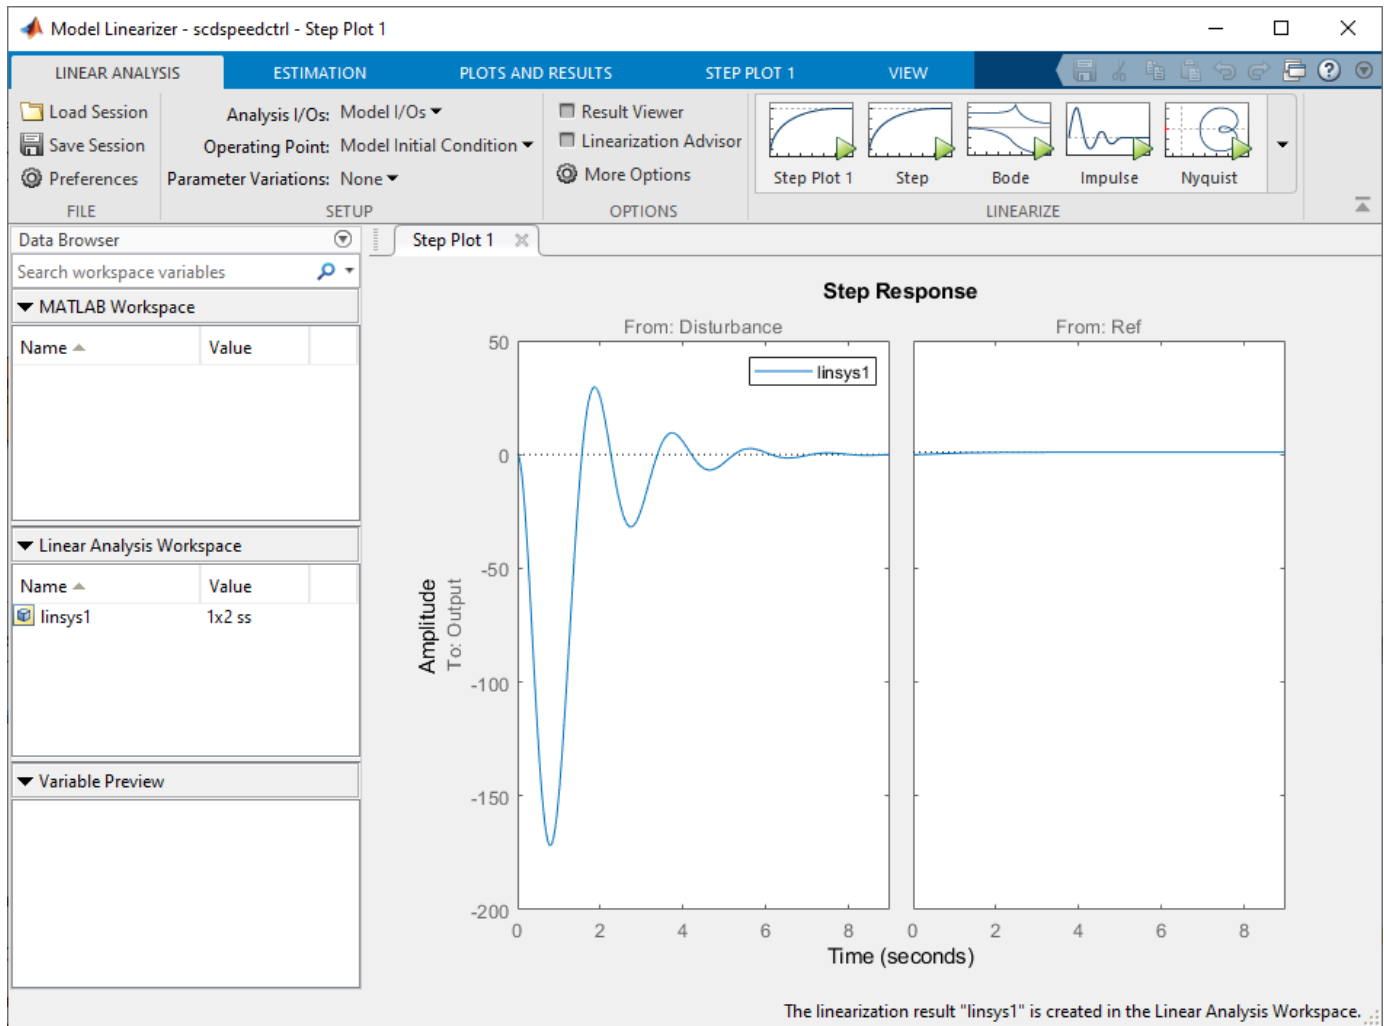 Model Linearizer - scdspeedctrl - Step Plot 1
LINEAR ANALYSIS ESTIMATION PLOTS AND RESULTS STEP PLOT 1 VIEW
Load Session
Save Session
Preferences
FILE
Analysis I/Os: Model I/Os
Operating Point: Model Initial Condition
Parameter Variations: None
SETUP
Result Viewer
Linearization Advisor
More Options
OPTIONS
Step Plot 1 Step Bode Impulse Nyquist
LINEARIZE
Data Browser
Search workspace variables
MATLAB Workspace
Name Value
Linear Analysis Workspace
Name Value
linsys1 1x2 ss
Variable Preview
Step Plot 1
Step Response
From: Disturbance From: Ref
linsys1
50
0
-50
-100
-150
-200
Amplitude
To: Output
0 2 4 6 8 0 2 4 6 8
Time (seconds)
The linearization result "linsys1" is created in the Linear Analysis Workspace.